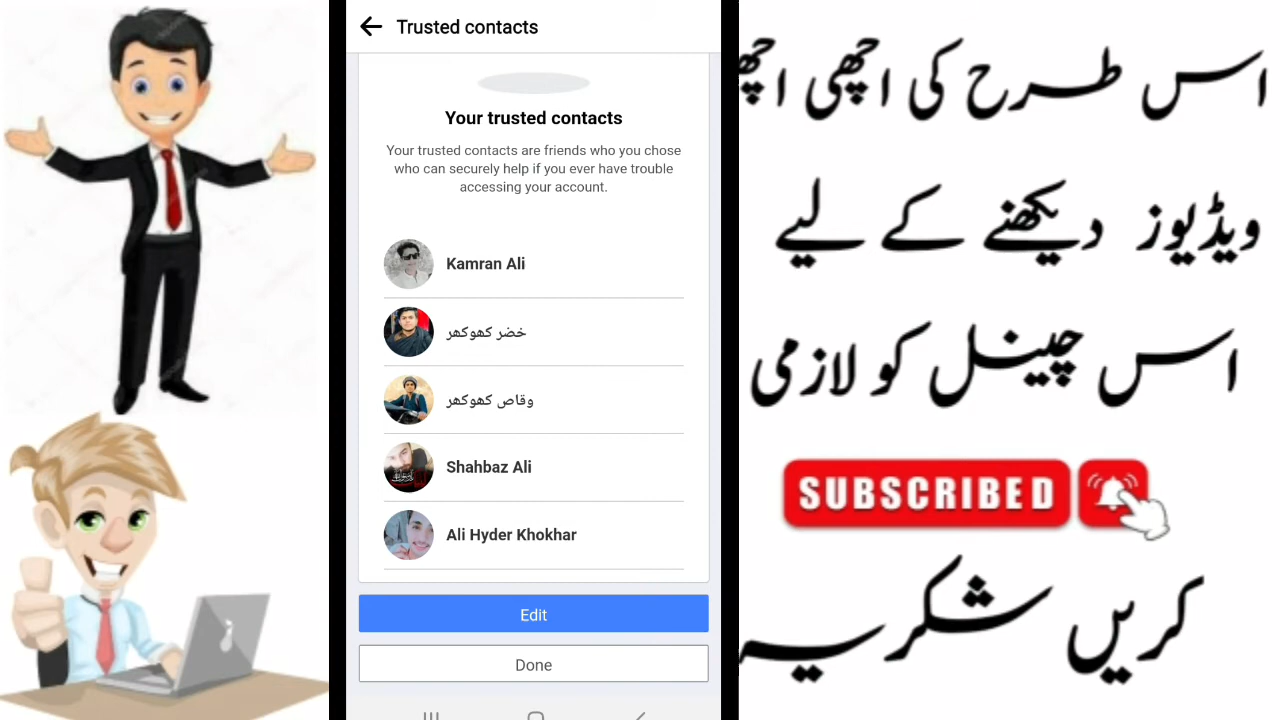 Trusted contacts
Your trusted contacts
Your trusted contacts are friends who you chose
who can securely help if you ever have trouble
accessing your account.
Kamran Ali
خضر کھوکھر
وقاص کھوکھر
Shahbaz Ali
Ali Hyder Khokhar
Edit
Done
اس طرح کی اچھی اچھ
ویڈیوز دیکھنے کے لیے
اس چینل کو لازمی
SUBSCRIBED
کریں شکریہ